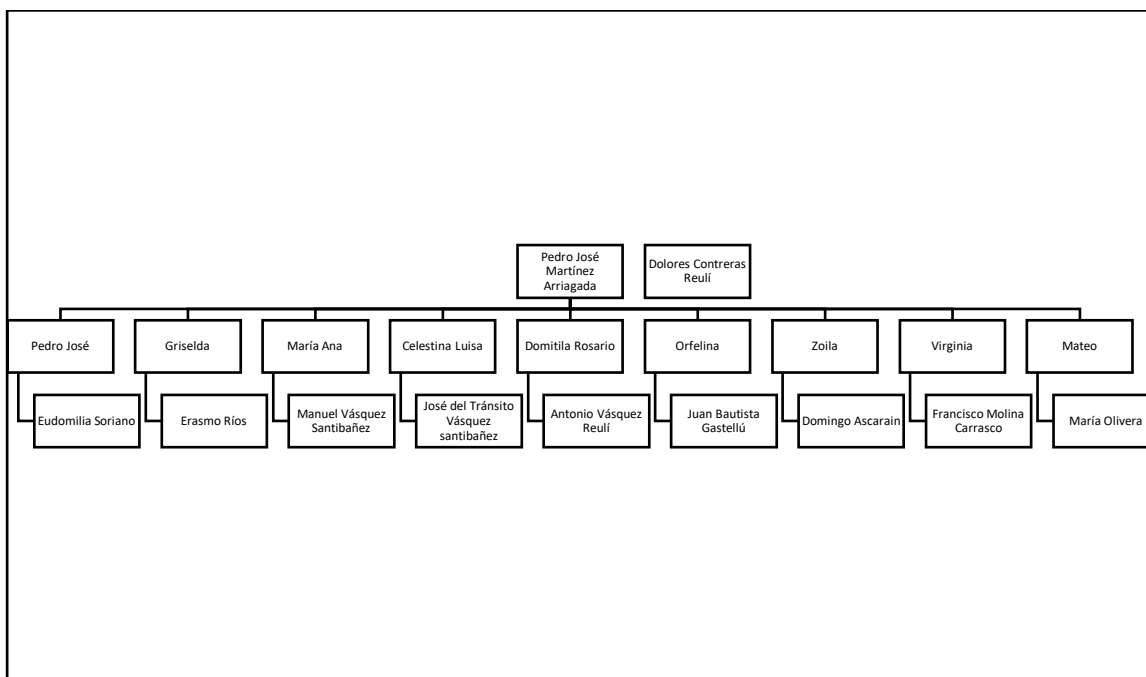 Pedro José
Martínez
Arriagada
Dolores Contreras
Reulí
Pedro José
Griselda
María Ana
Celestina Luisa
Domitila Rosario
Orfelina
Zoila
Virginia
Mateo
Eudomilia Soriano
Erasmo Ríos
Manuel Vásquez
Santibañez
José del Tránsito
Vásquez
santibañez
Antonio Vásquez
Reulí
Juan Bautista
Gastellú
Domingo Ascarain
Francisco Molina
Carrasco
María Olivera